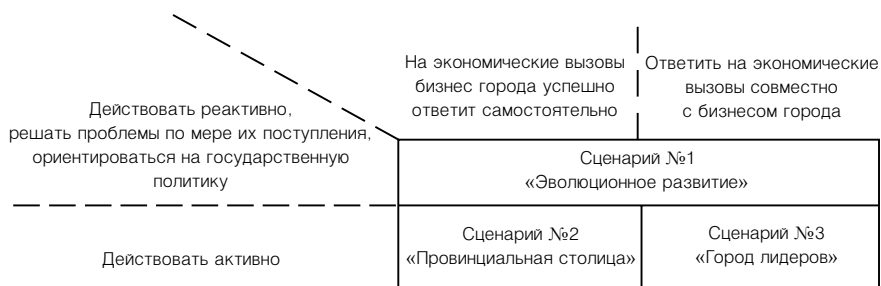 На экономические вызовы
бизнес города успешно
ответит самостоятельно
Ответить на экономические
вызовы совместно
с бизнесом города
Действовать реактивно,
решать проблемы по мере их поступления,
ориентироваться на государственную
политику
Сценарий №1
«Эволюционное развитие»
Действовать активно
Сценарий №2
«Провинциальная столица»
Сценарий №3
«Город лидеров»